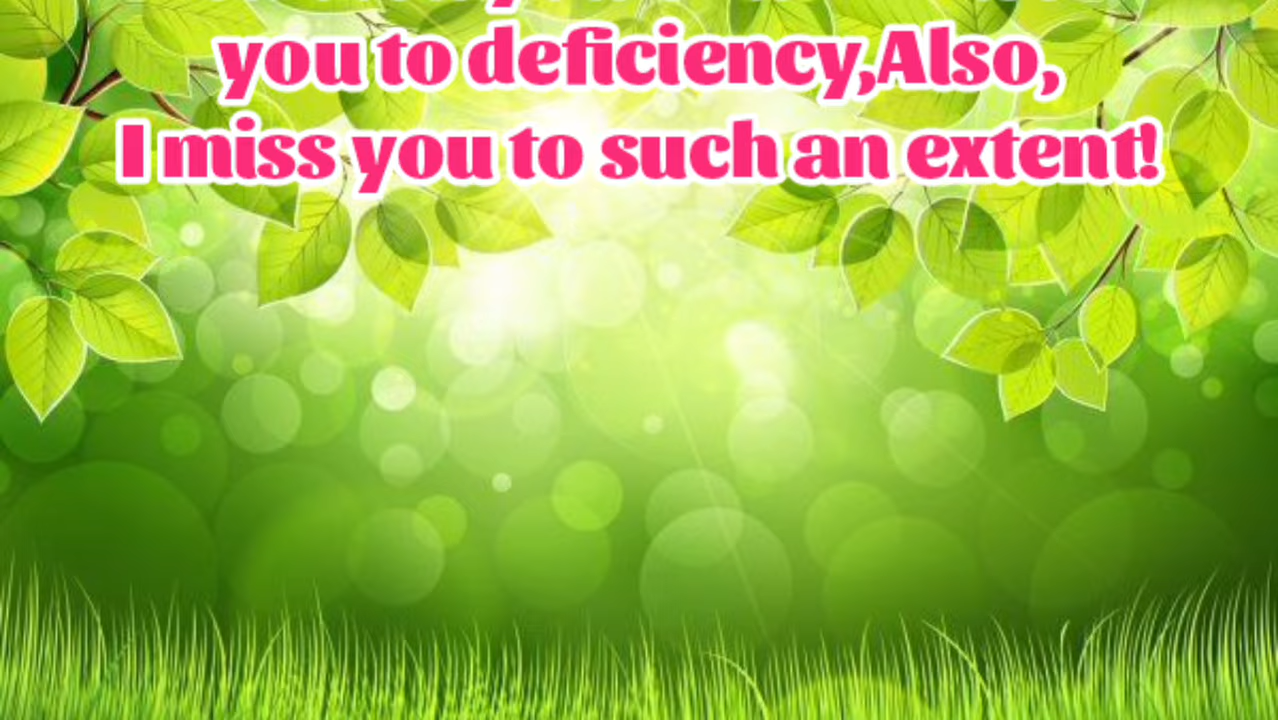 you to deficiency,Also,
I miss you to such an extent!